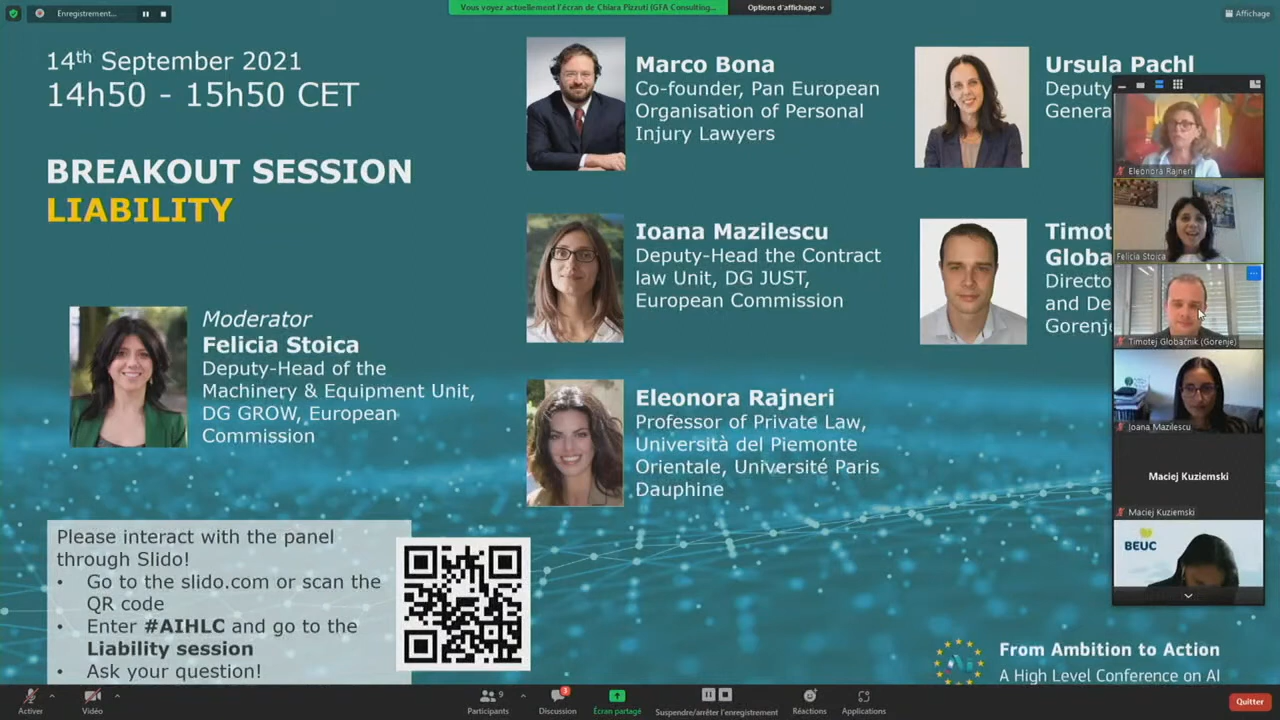 Enregistrement...
Vous voyez actuellement l'écran de Chiara Pizzuti (GFA Consulting...
Options d'affichage
Affichage
14th September 2021
14h50 - 15h50 CET
BREAKOUT SESSION
LIABILITY
Moderator
Felicia Stoica
Deputy-Head of the
Machinery & Equipment Unit,
DG GROW, European
Commission
Marco Bona
Co-founder, Pan European
Organisation of Personal
Injury Lawyers
Ioana Mazilescu
Deputy-Head the Contract
law Unit, DG JUST,
European Commission
Eleonora Rajneri
Professor of Private Law,
Università del Piemonte
Orientale, Université Paris
Dauphine
Ursula Pachl
Deputy
Genera
Timot
Globa
Directo
and De
Gorenje
Eleonora Rajneri
Felicia Stoica
Timotej Globačnik (Gorenje)
Ioana Mazilescu
Maciej Kuziemski
Maciej Kuziemski
BEUC
Please interact with the panel
through Slido!
• Go to the slido.com or scan the
QR code
• Enter #AIHLC and go to the
Liability session
• Ask your question!
From Ambition to Action
A High Level Conference on AI
Activer
Vidéo
9
Participants
3
Discussion
Écran partagé
Suspendre/arrêter l'enregistrement
Réactions
Applications
Quitter